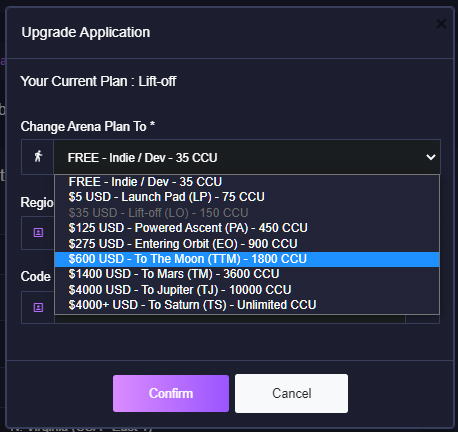 Upgrade Application
Your Current Plan : Lift-off
Change Arena Plan To *
FREE - Indie / Dev - 35 CCU
FREE - Indie / Dev - 35 CCU
$5 USD - Launch Pad (LP) - 75 CCU
$35 USD - Lift-off (LO) - 150 CCU
$125 USD - Powered Ascent (PA) - 450 CCU
$275 USD - Entering Orbit (EO) - 900 CCU
$600 USD - To The Moon (TTM) - 1800 CCU
$1400 USD - To Mars (TM) - 3600 CCU
$4000 USD - To Jupiter (TJ) - 10000 CCU
$4000+ USD - To Saturn (TS) - Unlimited CCU
Regio
Code
Confirm
Cancel